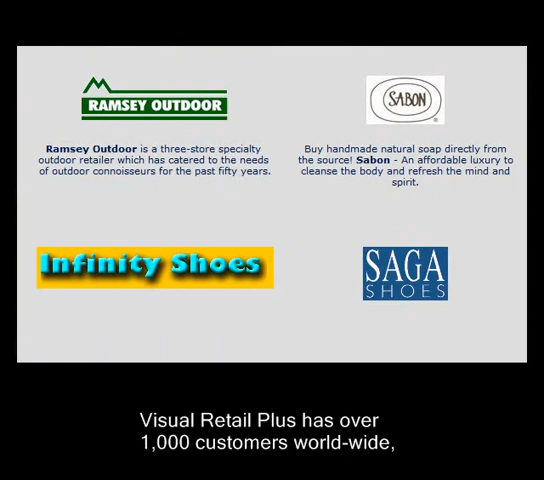 RAMSEY OUTDOOR
Ramsey Outdoor is a three-store specialty
outdoor retailer which has catered to the needs
of outdoor connoisseurs for the past fifty years.
SABON
®
Buy handmade natural soap directly from
the source! Sabon - An affordable luxury to
cleanse the body and refresh the mind and
spirit.
Infinity Shoes
SAGA
SHOES
Visual Retail Plus has over
1,000 customers world-wide,